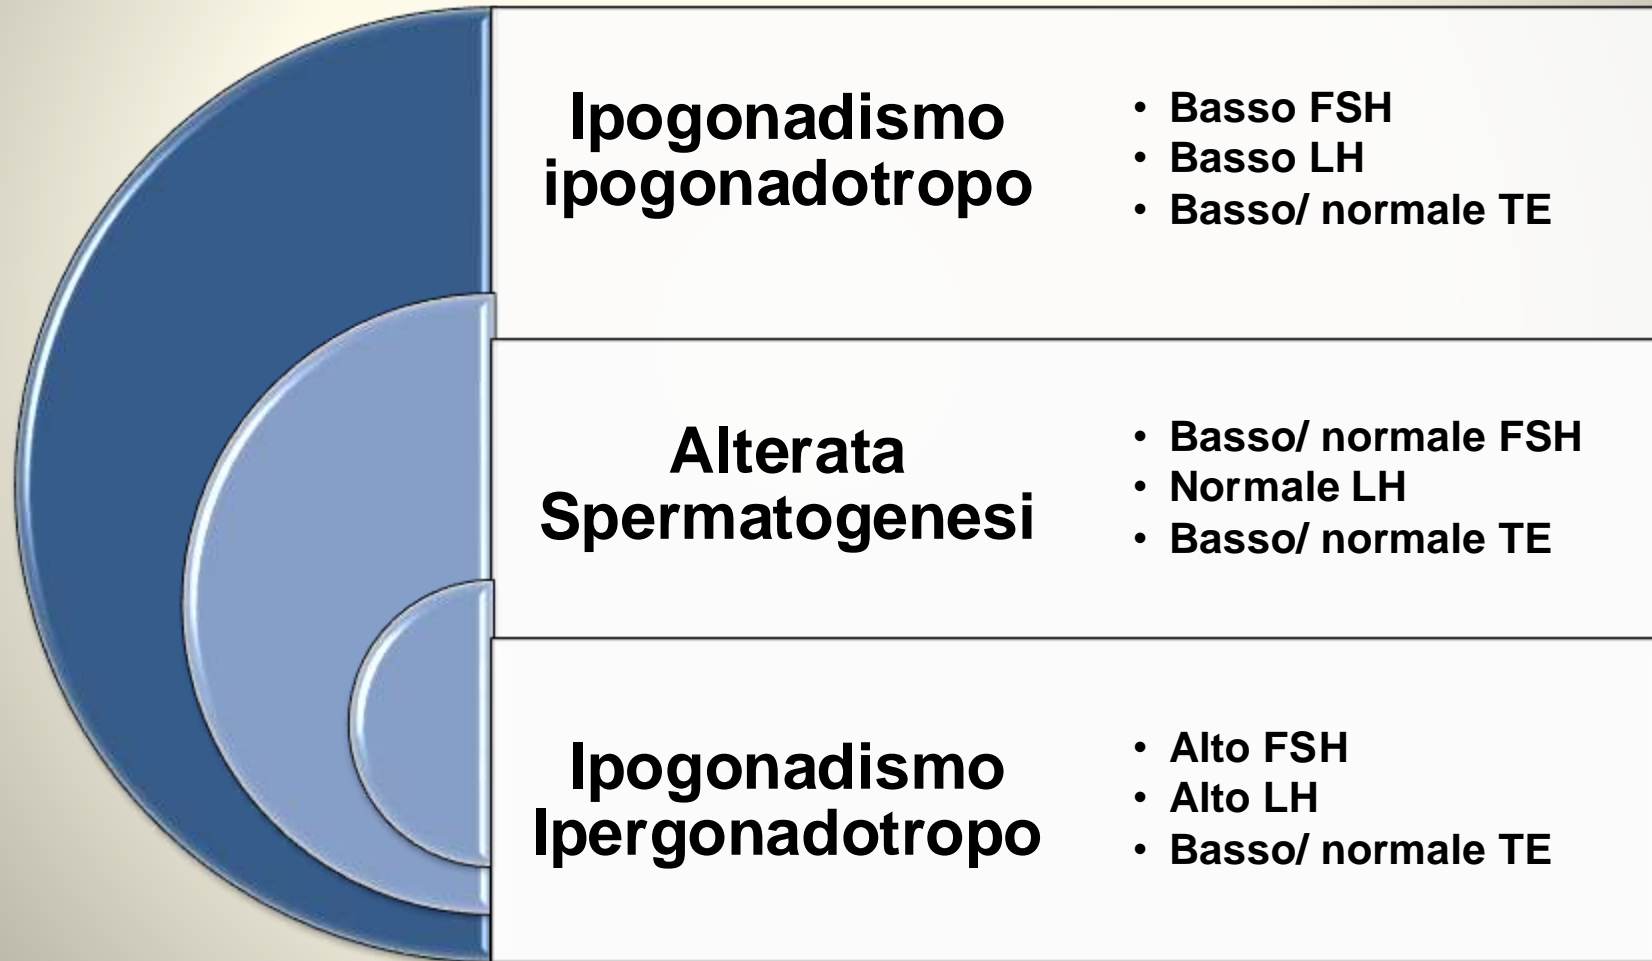 Ipogonadismo
ipogonadotropo
• Basso FSH
• Basso LH
• Basso/ normale TE
Alterata
Spermatogenesi
• Basso/ normale FSH
• Normale LH
• Basso/ normale TE
Ipogonadismo
Ipergonadotropo
• Alto FSH
• Alto LH
• Basso/ normale TE